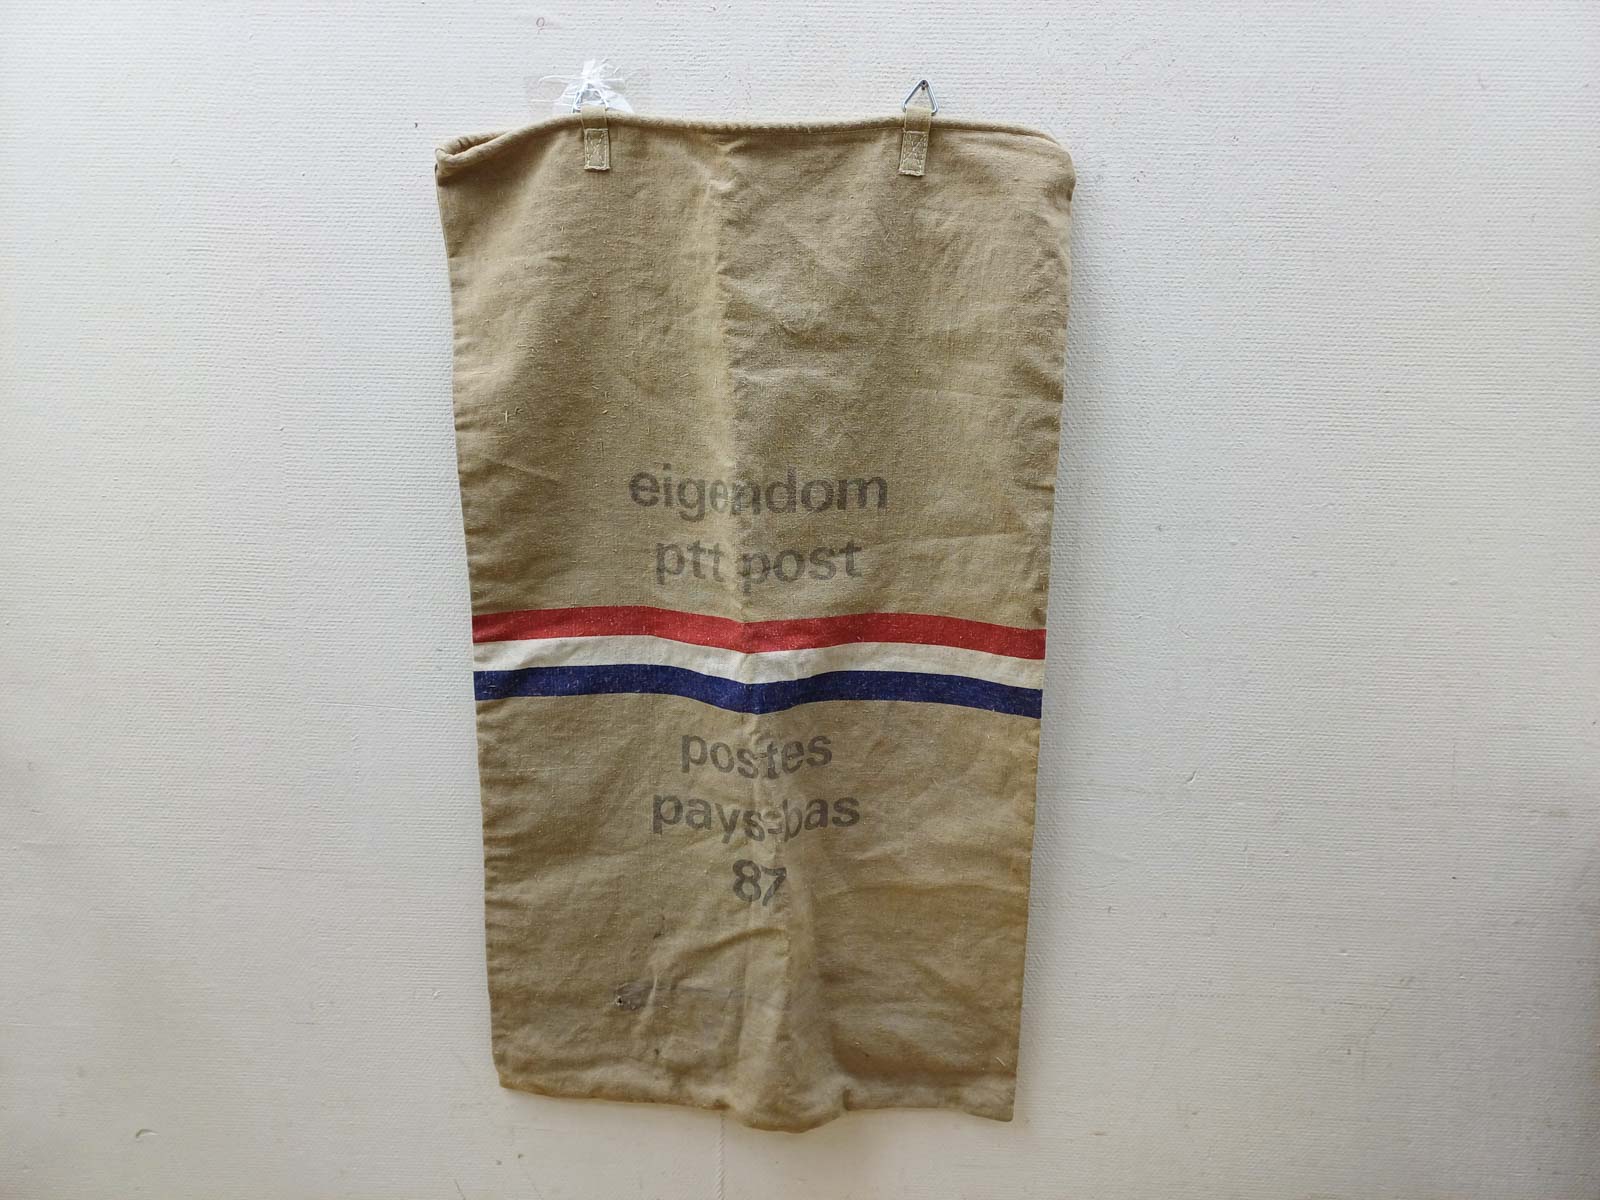 eigendom
ptt post
postes
pays-bas
87